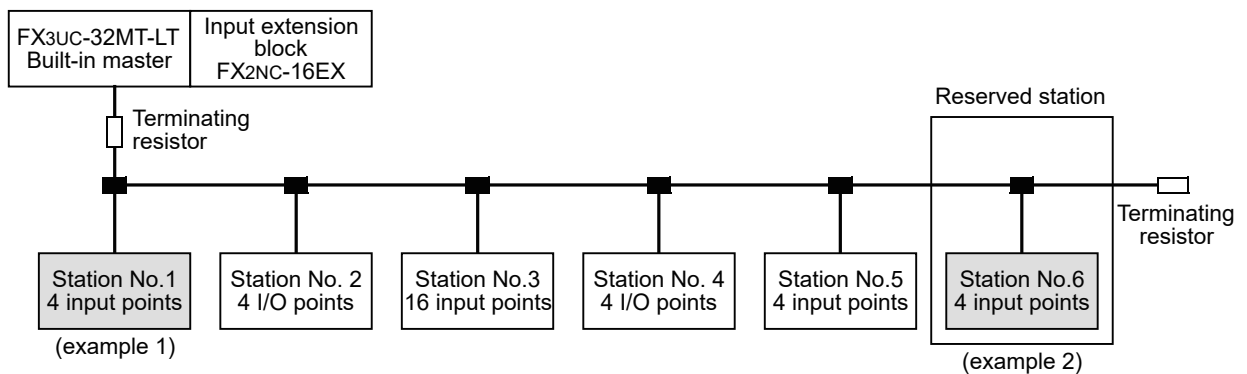 FX3UC-32MT-LT
Built-in master
Input extension
block
FX2NC-16EX
Terminating
resistor
Reserved station
Terminating
resistor
Station No.1
4 input points
Station No. 2
4 I/O points
Station No.3
16 input points
Station No. 4
4 I/O points
Station No.5
4 input points
Station No.6
4 input points
(example 1)
(example 2)